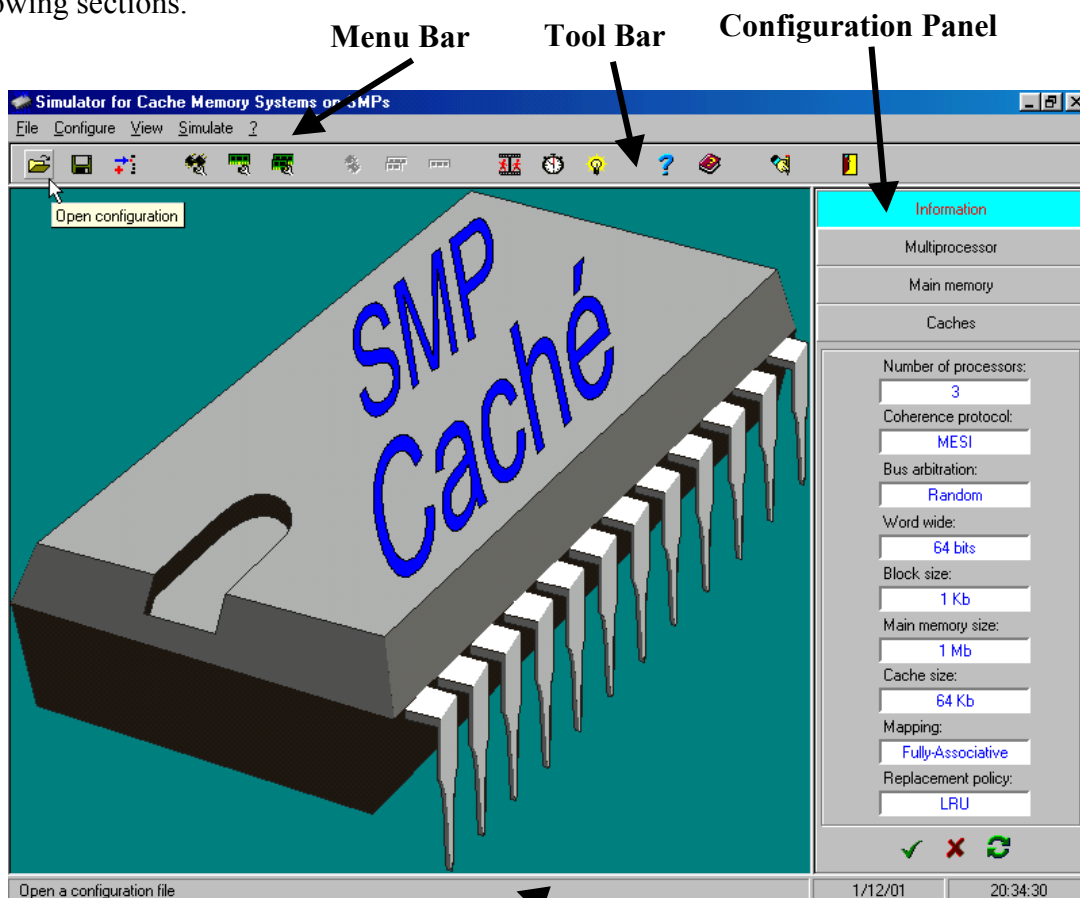 owing sections.
Menu Bar
Tool Bar
Configuration Panel
Simulator for Cache Memory Systems on SMPs
File Configure View Simulate ?
Open configuration
SMP
Caché
Information
Multiprocessor
Main memory
Caches
Number of processors:
3
Coherence protocol:
MESI
Bus arbitration:
Random
Word wide:
64 bits
Block size:
1 Kb
Main memory size:
1 Mb
Cache size:
64 Kb
Mapping:
Fully-Associative
Replacement policy:
LRU
Open a configuration file
1/12/01
20:34:30